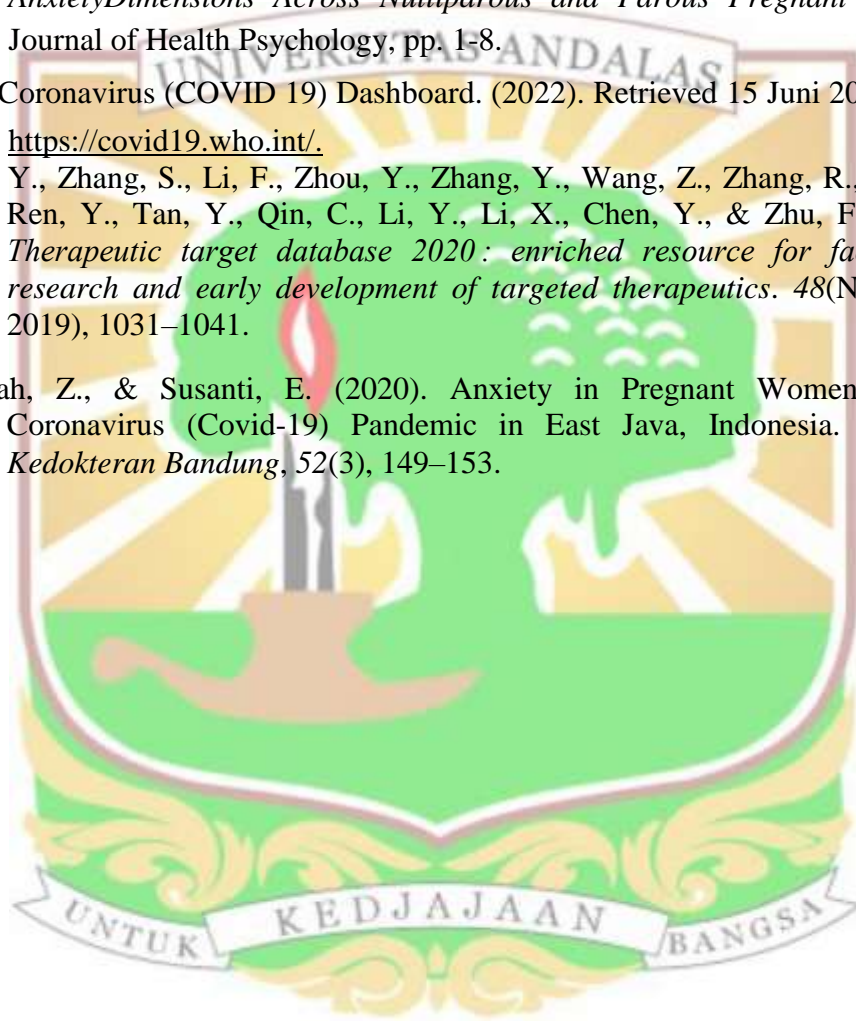 AnxietyDimensions Across Nulliparous and Parous Pregnant
Journal of Health Psychology, pp. 1-8.
UNIVERSITAS ANDALAS
Coronavirus (COVID 19) Dashboard. (2022). Retrieved 15 Juni 20
https://covid19.who.int/.
Y., Zhang, S., Li, F., Zhou, Y., Zhang, Y., Wang, Z., Zhang, R.,
Ren, Y., Tan, Y., Qin, C., Li, Y., Li, X., Chen, Y., & Zhu, F
Therapeutic target database 2020 : enriched resource for fa
research and early development of targeted therapeutics. 48(N
2019), 1031–1041.
ah, Z., & Susanti, E. (2020). Anxiety in Pregnant Women
Coronavirus (Covid-19) Pandemic in East Java, Indonesia.
Kedokteran Bandung, 52(3), 149–153.
UNTUK KEDJAJAAN BANGSA